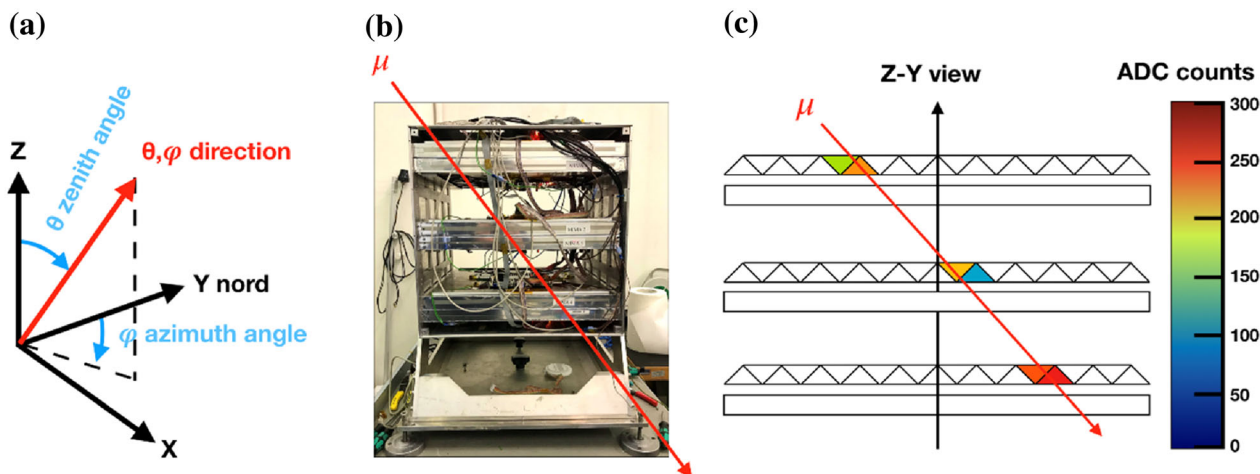 (a)
Z
θ zenith angle
θ,φ direction
Y nord
φ azimuth angle
X
(b)
μ
(c)
Z-Y view
μ
ADC counts
300
250
200
150
100
50
0